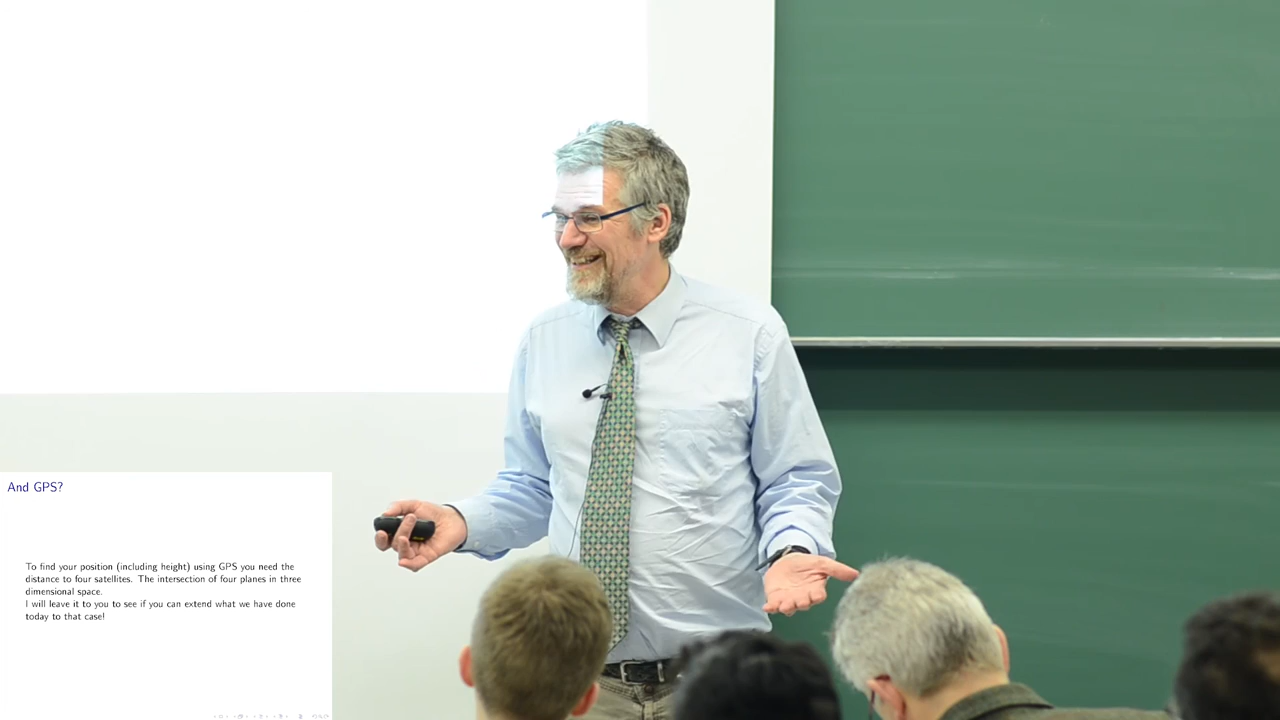 And GPS?
To find your position (including height) using GPS you need the
distance to four satellites. The intersection of four planes in three
dimensional space.
I will leave it to you to see if you can extend what we have done
today to that case!